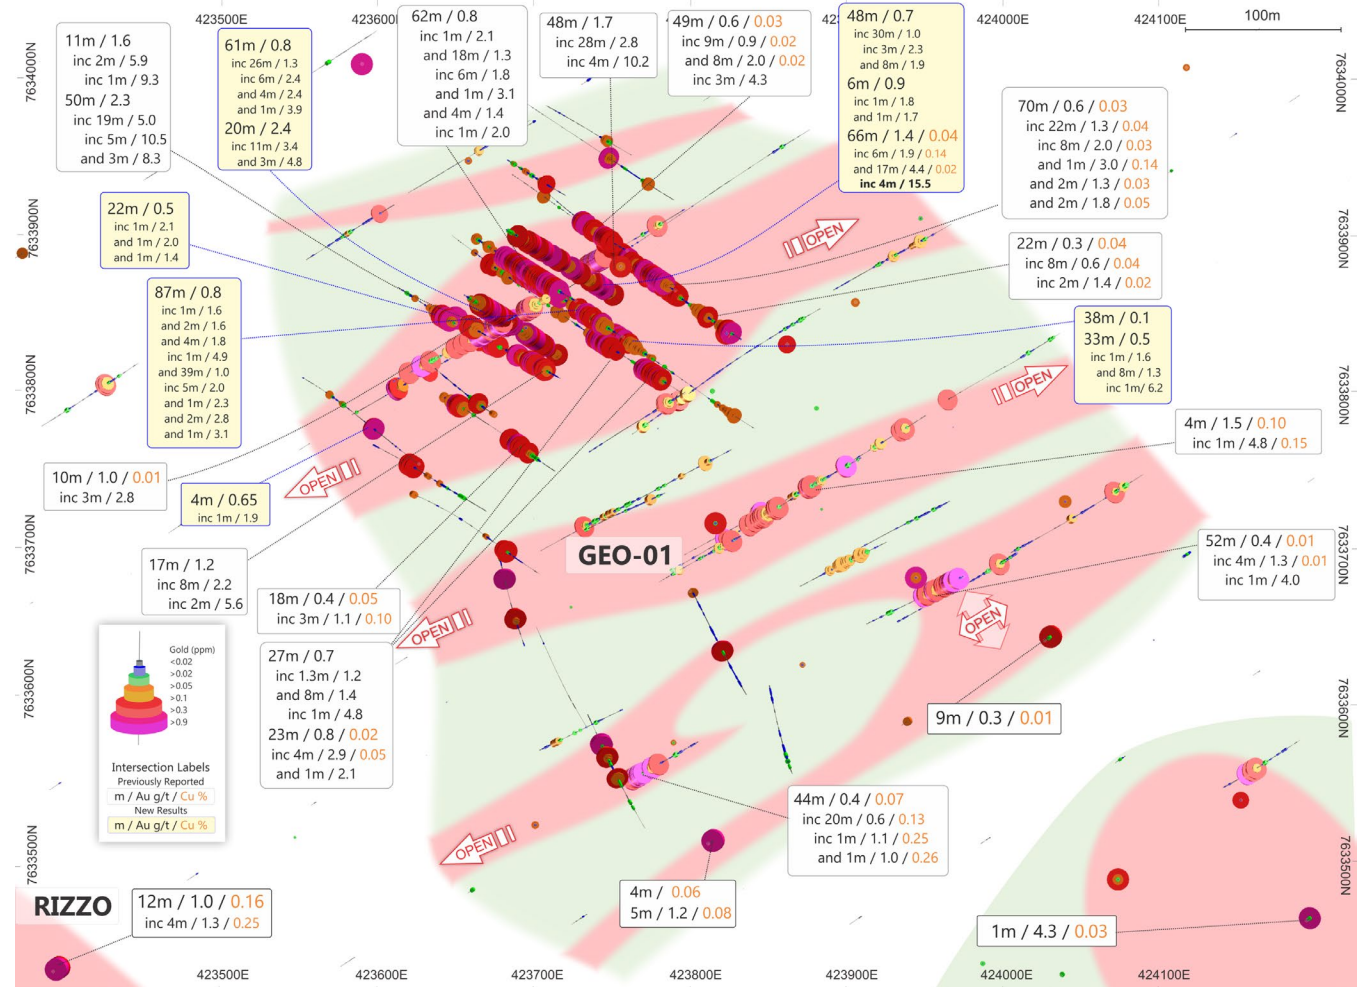 423500E
423600E
423700E
423800E
424000E
424100E
100m
7634000N
7633900N
7633800N
7633700N
7633600N
7633500N
7634000N
7633900N
7633800N
7633700N
7633600N
7633500N
11m / 1.6
inc 2m / 5.9
inc 1m / 9.3
50m / 2.3
inc 19m / 5.0
inc 5m / 10.5
and 3m / 8.3
61m / 0.8
inc 26m / 1.3
inc 6m / 2.4
and 4m / 2.4
and 1m / 3.9
20m / 2.4
inc 11m / 3.4
and 3m / 4.8
62m / 0.8
inc 1m / 2.1
and 18m / 1.3
inc 6m / 1.8
and 1m / 3.1
and 4m / 1.4
inc 1m / 2.0
48m / 1.7
inc 28m / 2.8
inc 4m / 10.2
49m / 0.6 / 0.03
inc 9m / 0.9 / 0.02
and 8m / 2.0 / 0.02
inc 3m / 4.3
48m / 0.7
inc 30m / 1.0
inc 3m / 2.3
and 8m / 1.9
6m / 0.9
inc 1m / 1.8
and 1m / 1.7
66m / 1.4 / 0.04
inc 6m / 1.9 / 0.14
and 17m / 4.4 / 0.02
inc 4m / 15.5
70m / 0.6 / 0.03
inc 22m / 1.3 / 0.04
inc 8m / 2.0 / 0.03
and 1m / 3.0 / 0.14
and 2m / 1.3 / 0.03
and 2m / 1.8 / 0.05
22m / 0.5
inc 1m / 2.1
and 1m / 2.0
and 1m / 1.4
22m / 0.3 / 0.04
inc 8m / 0.6 / 0.04
inc 2m / 1.4 / 0.02
87m / 0.8
inc 1m / 1.6
and 2m / 1.6
and 4m / 1.8
inc 1m / 4.9
and 39m / 1.0
inc 5m / 2.0
and 1m / 2.3
and 2m / 2.8
and 1m / 3.1
38m / 0.1
33m / 0.5
inc 1m / 1.6
and 8m / 1.3
inc 1m/ 6.2
OPEN
OPEN
OPEN
OPEN
OPEN
OPEN
4m / 1.5 / 0.10
inc 1m / 4.8 / 0.15
10m / 1.0 / 0.01
inc 3m / 2.8
4m / 0.65
inc 1m / 1.9
GEO-01
52m / 0.4 / 0.01
inc 4m / 1.3 / 0.01
inc 1m / 4.0
17m / 1.2
inc 8m / 2.2
inc 2m / 5.6
18m / 0.4 / 0.05
inc 3m / 1.1 / 0.10
27m / 0.7
inc 1.3m / 1.2
and 8m / 1.4
inc 1m / 4.8
23m / 0.8 / 0.02
inc 4m / 2.9 / 0.05
and 1m / 2.1
Gold (ppm)
<0.02
>0.02
>0.05
>0.1
>0.3
>0.9
Intersection Labels
Previously Reported
m / Au g/t / Cu %
New Results
m / Au g/t / Cu %
9m / 0.3 / 0.01
44m / 0.4 / 0.07
inc 20m / 0.6 / 0.13
inc 1m / 1.1 / 0.25
and 1m / 1.0 / 0.26
4m / 0.06
5m / 1.2 / 0.08
RIZZO
12m / 1.0 / 0.16
inc 4m / 1.3 / 0.25
1m / 4.3 / 0.03
423500E
423600E
423700E
423800E
423900E
424000E
424100E